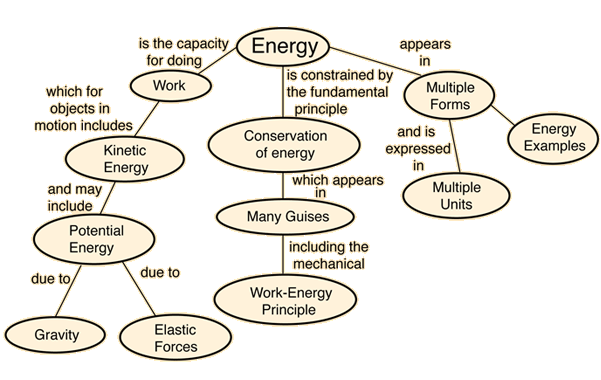 Energy
is the capacity
for doing
Work
which for
objects in
motion includes
Kinetic
Energy
and may
include
Potential
Energy
due to
due to
Gravity
Elastic
Forces
is constrained by
the fundamental
principle
Conservation
of energy
which appears
in
Many Guises
including the
mechanical
Work-Energy
Principle
appears
in
Multiple
Forms
Energy
Examples
and is
expressed
in
Multiple
Units